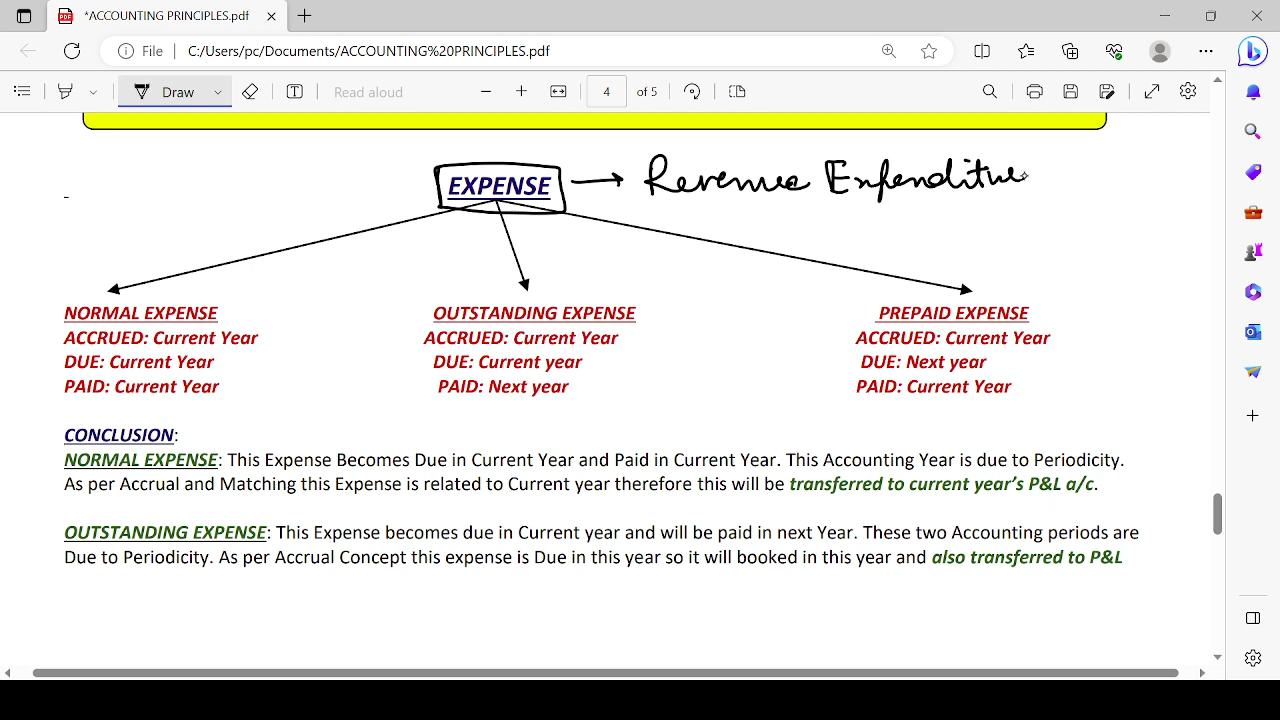 *ACCOUNTING PRINCIPLES.pdf
File | C:/Users/pc/Documents/ACCOUNTING%20PRINCIPLES.pdf
Draw Read aloud 4 of 5
EXPENSE → Revenue Expenditure
NORMAL EXPENSE OUTSTANDING EXPENSE PREPAID EXPENSE
ACCRUED: Current Year ACCRUED: Current Year ACCRUED: Current Year
DUE: Current Year DUE: Current year DUE: Next year
PAID: Current Year PAID: Next year PAID: Current Year
CONCLUSION:
NORMAL EXPENSE: This Expense Becomes Due in Current Year and Paid in Current Year. This Accounting Year is due to Periodicity.
As per Accrual and Matching this Expense is related to Current year therefore this will be transferred to current year’s P&L a/c.
OUTSTANDING EXPENSE: This Expense becomes due in Current year and will be paid in next Year. These two Accounting periods are
Due to Periodicity. As per Accrual Concept this expense is Due in this year so it will booked in this year and also transferred to P&L